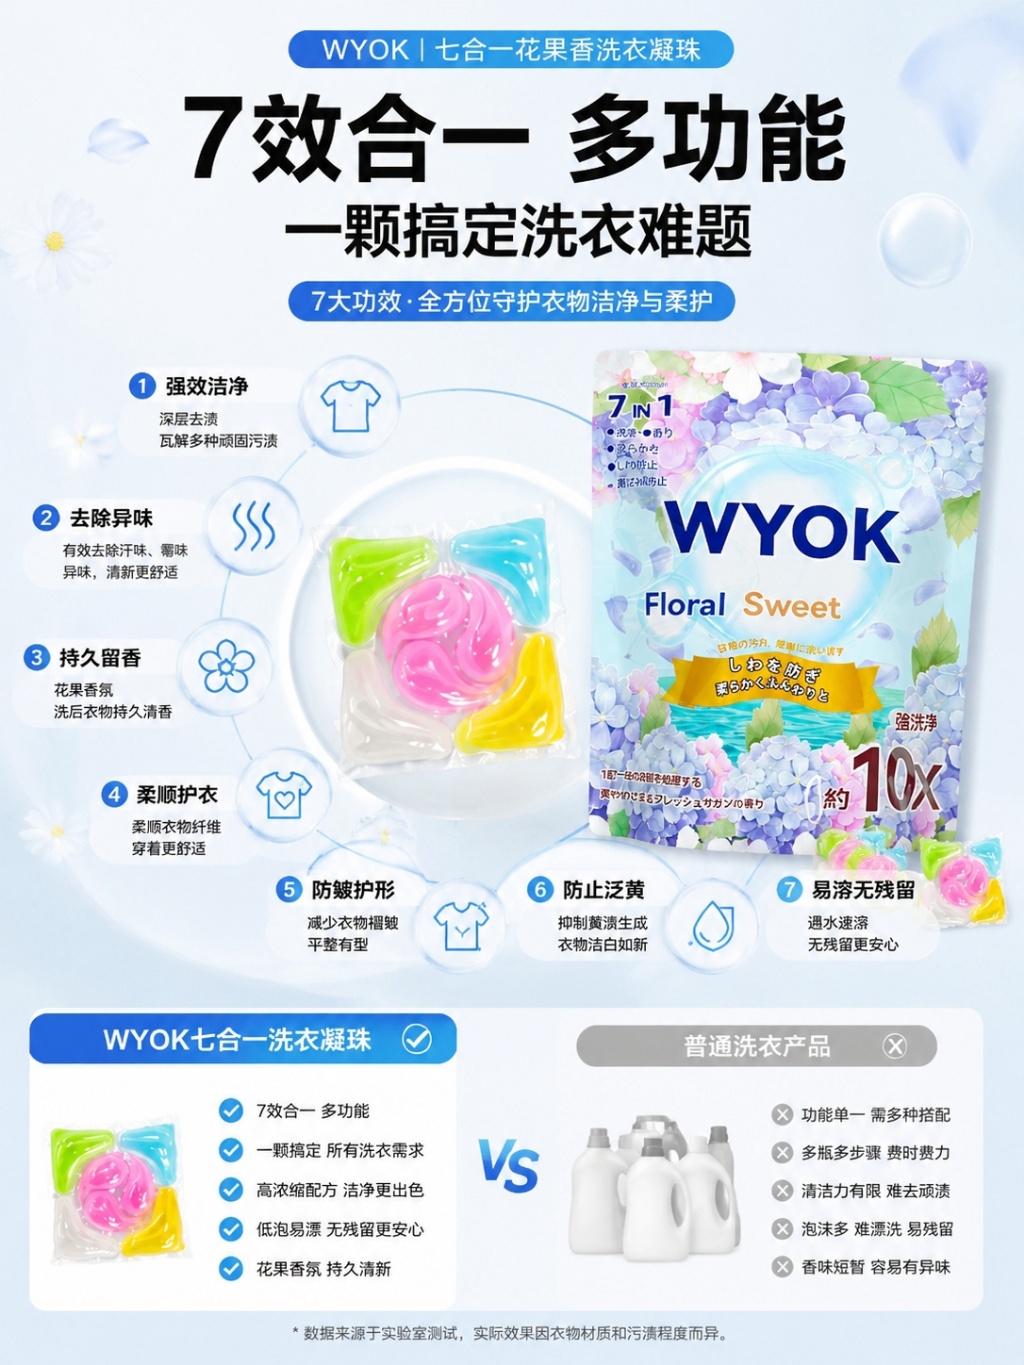 WYOK | 七合一花果香洗衣凝珠
7效合一 多功能
一颗搞定洗衣难题
7大功效·全方位守护衣物洁净与柔护
1 强效洁净
深层去渍
瓦解多种顽固污渍
2 去除异味
有效去除汗味、霉味
异味，清新更舒适
3 持久留香
花果香氛
洗后衣物持久清香
4 柔顺护衣
柔顺衣物纤维
穿着更舒适
7 IN 1
WYOK
Floral Sweet
しわを防ぎ
柔らかくふんわりと
強洗浄
約10X
5 防皱护形
减少衣物褶皱
平整有型
6 防止泛黄
抑制黄渍生成
衣物洁白如新
7 易溶无残留
遇水速溶
无残留更安心
WYOK七合一洗衣凝珠
7效合一 多功能
一颗搞定 所有洗衣需求
高浓缩配方 洁净更出色
低泡易漂 无残留更安心
花果香氛 持久清新
VS
普通洗衣产品
功能单一 需多种搭配
多瓶多步骤 费时费力
清洁力有限 难去顽渍
泡沫多 难漂洗 易残留
香味短暂 容易有异味
* 数据来源于实验室测试，实际效果因衣物材质和污渍程度而异。